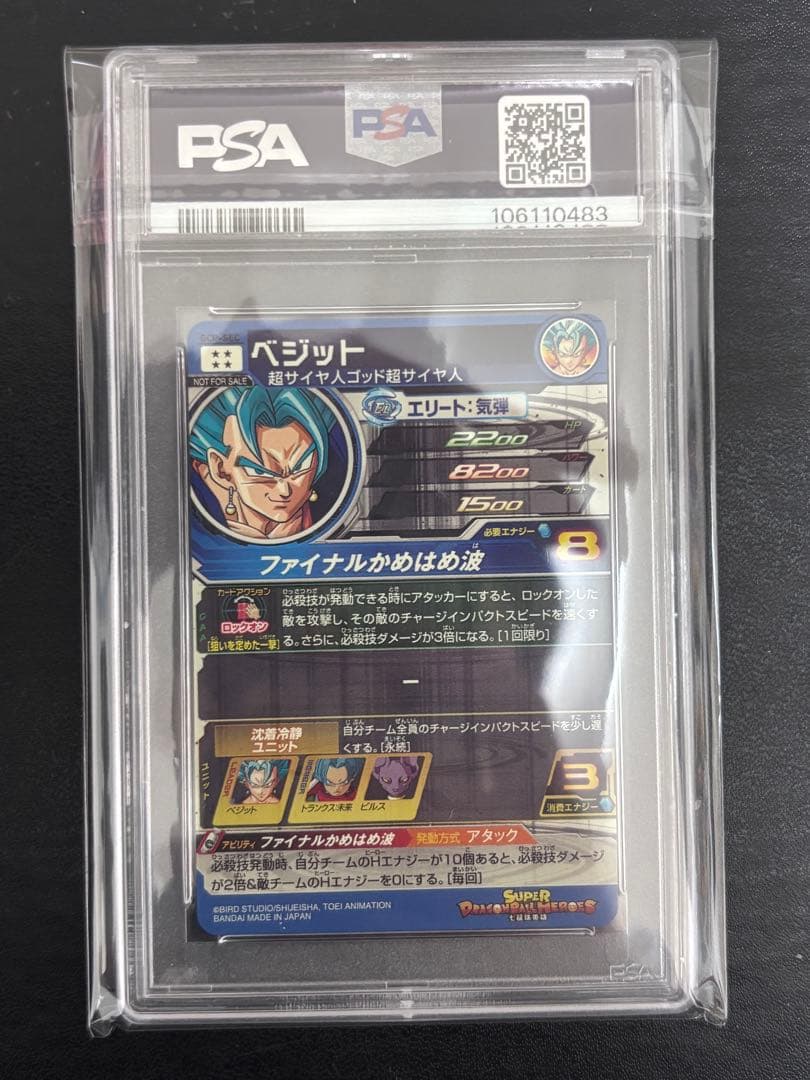 PSA
PSA
106110483
ベジット
NOT FOR SALE
超サイヤ人ゴッド超サイヤ人
エリート:気弾
HP
2200
パワー
8200
ガード
1500
必要エナジー
8
ファイナルかめはめ波
カードアクション
ロックオン
[狙いを定めた一撃]
必殺技が発動できる時にアタッカーにすると、ロックオンした
敵を攻撃し、その敵のチャージインパクトスピードを速くす
る。さらに、必殺技ダメージが3倍になる。[1回限り]
–
沈着冷静
ユニット
自分チーム全員のチャージインパクトスピードを少し遅
くする。[永続]
ユニット
LEADER
ベジット
MEMBER
トランクス:未来
ビルス
3
消費エナジー
アビリティ ファイナルかめはめ波 発動方式 アタック
必殺技発動時、自分チームのHエナジーが10個あると、必殺技ダメージ
が2倍&敵チームのHエナジーを0にする。[毎回]
©BIRD STUDIO/SHUEISHA, TOEI ANIMATION
BANDAI MADE IN JAPAN
SUPER
DRAGONBALL HEROES
PSA